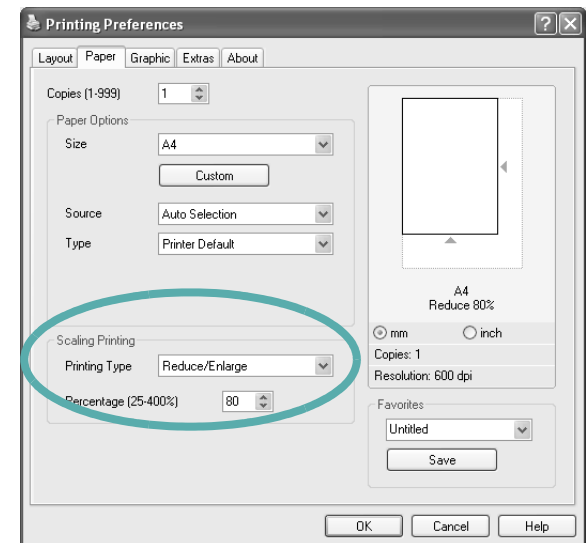 Printing Preferences
Layout Paper Graphic Extras About
Copies (1-999) 1
Paper Options
Size A4
Custom
Source Auto Selection
Type Printer Default
Scaling Printing
Printing Type Reduce/Enlarge
Percentage (25-400%) 80
A4
Reduce 80%
mm inch
Copies: 1
Resolution: 600 dpi
Favorites
Untitled
Save
OK Cancel Help